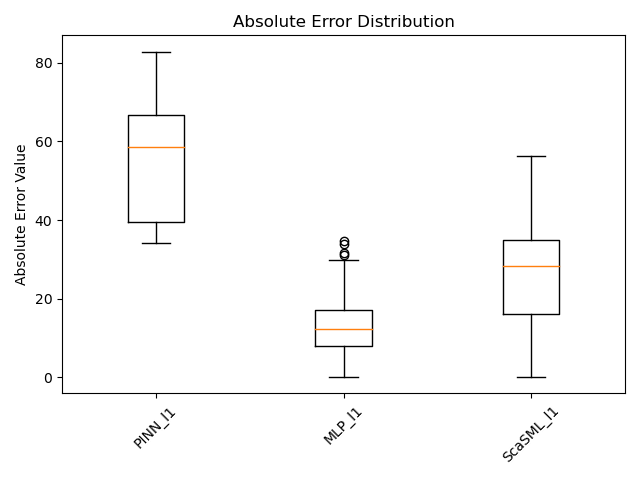 Absolute Error Distribution
Absolute Error Value
80
60
40
20
0
PINN_l1
MLP_l1
ScaSML_l1